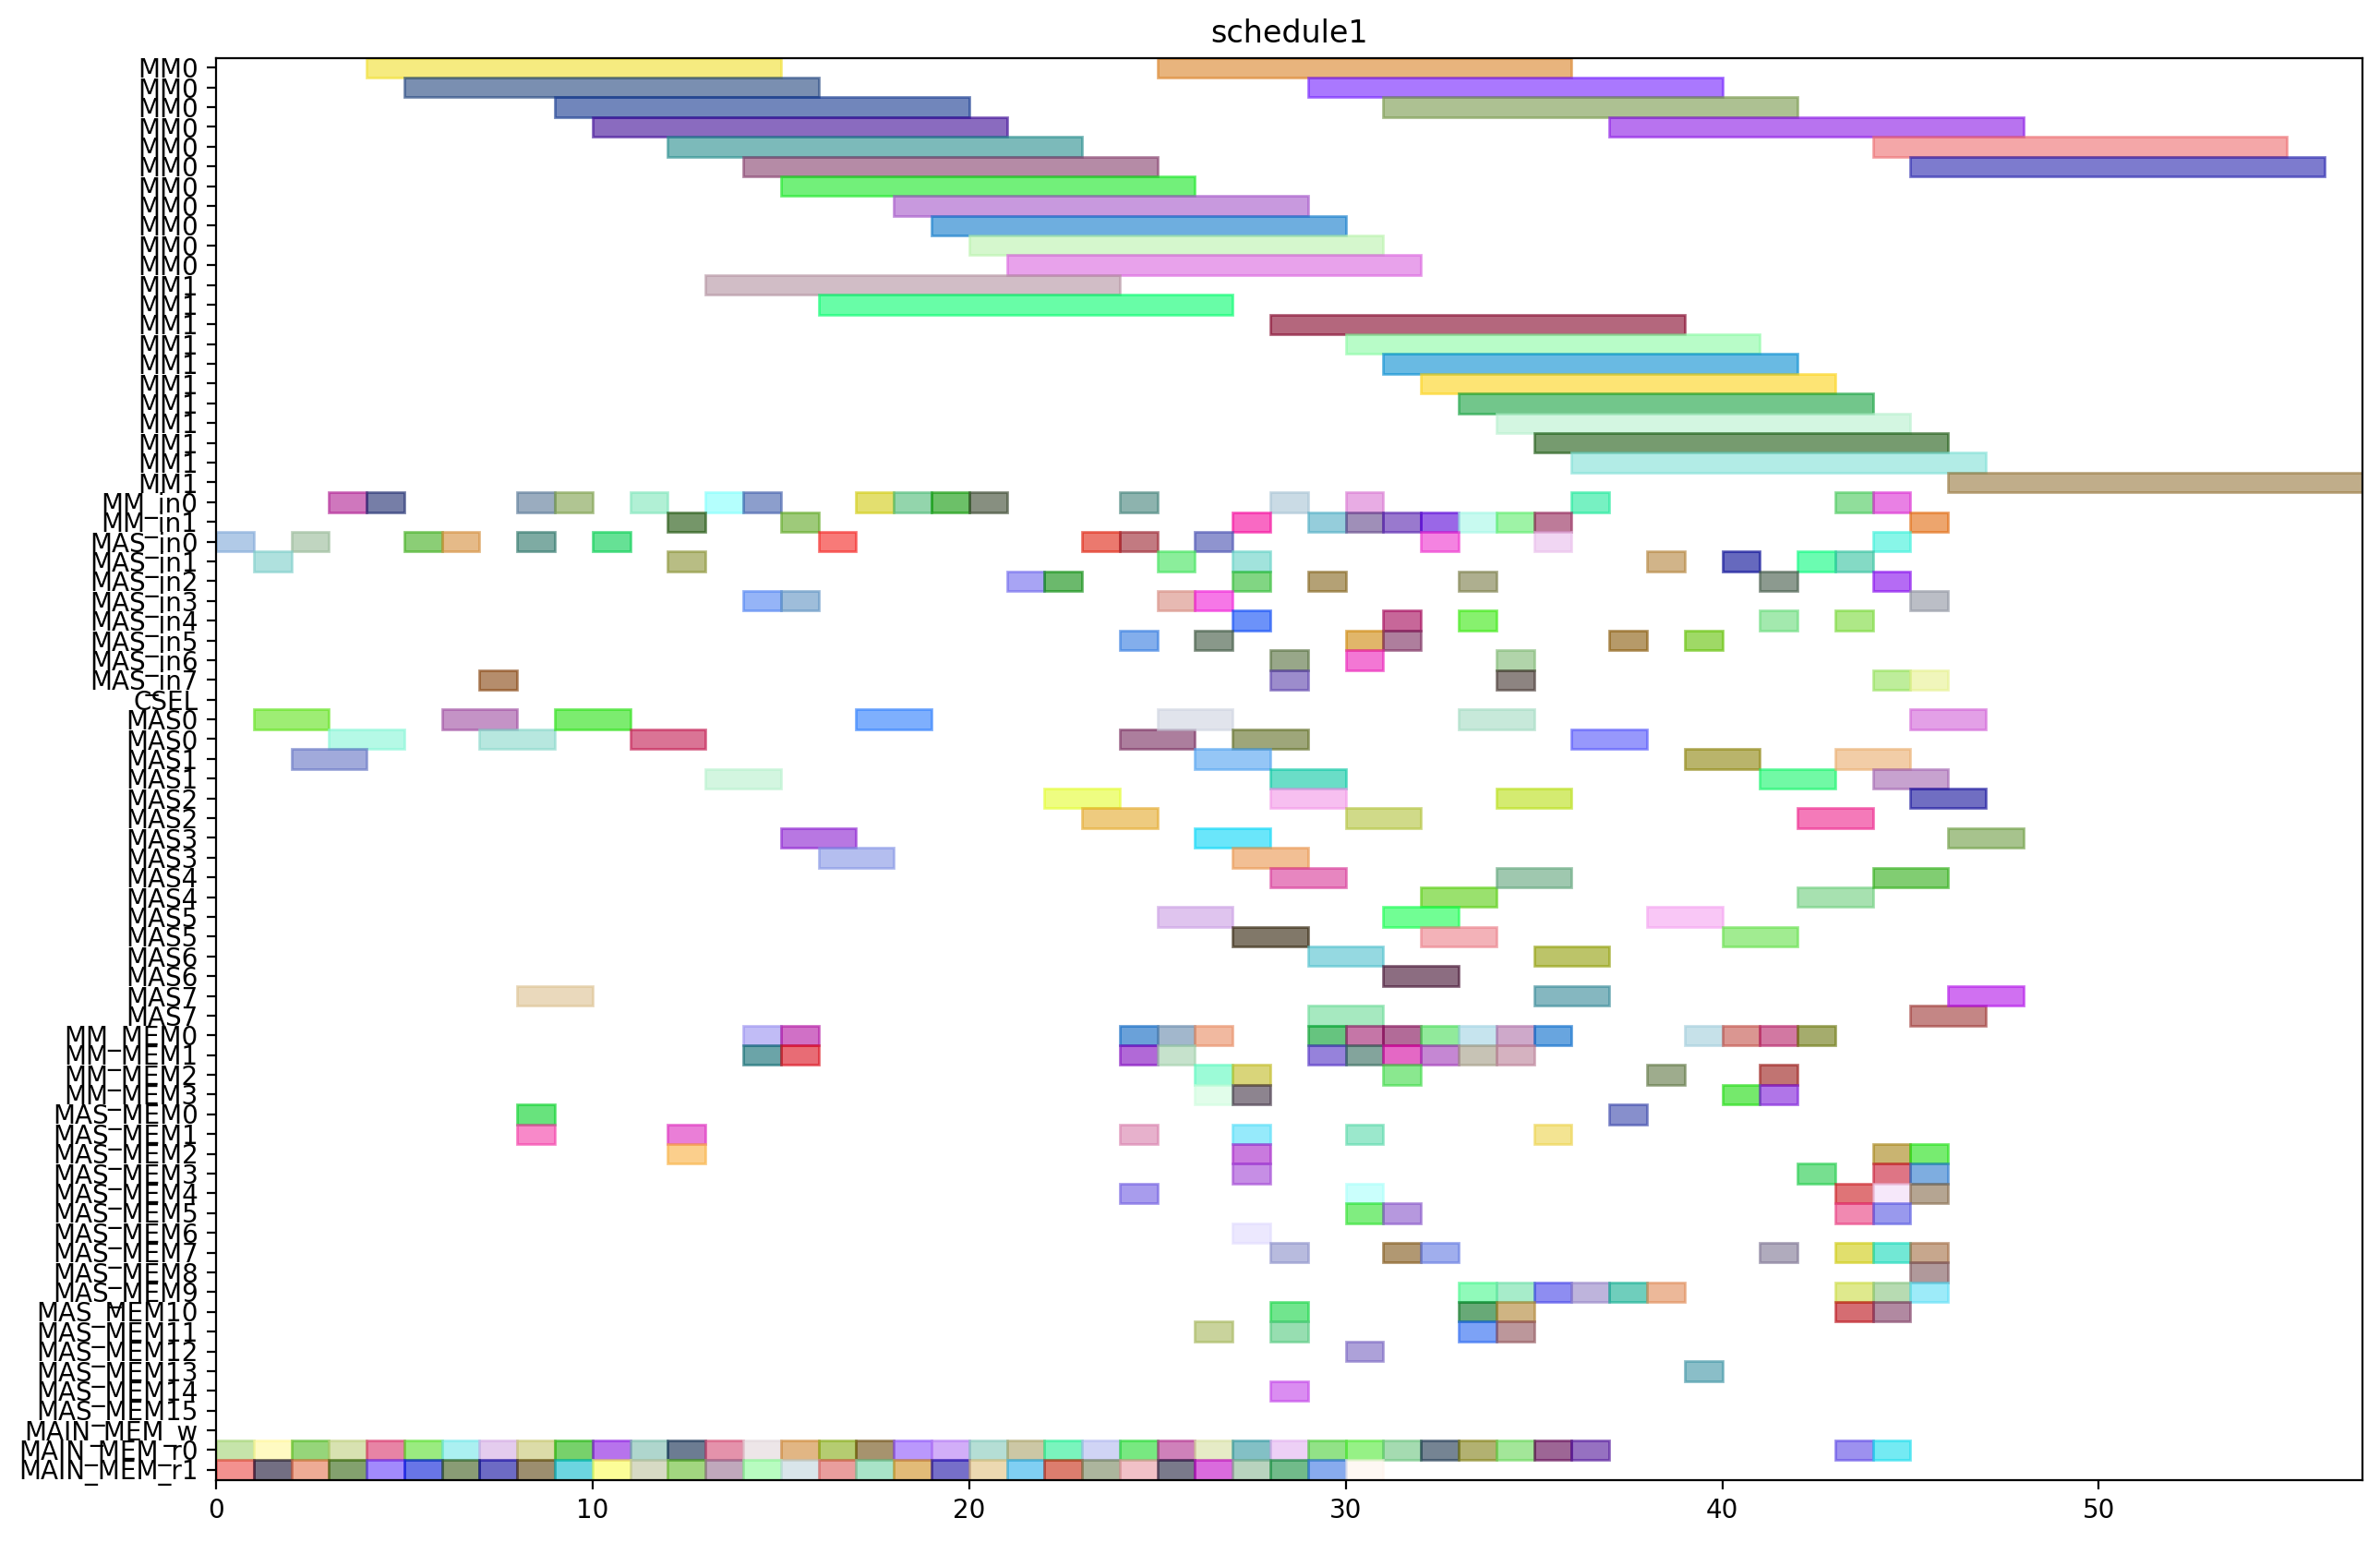 schedule1
MM0
MM0
MM0
MM0
MM0
MM0
MM0
MM0
MM0
MM0
MM0
MM1
MM1
MM1
MM1
MM1
MM1
MM1
MM1
MM1
MM1
MM1
MM_in0
MM_in1
MAS_in0
MAS_in1
MAS_in2
MAS_in3
MAS_in4
MAS_in5
MAS_in6
MAS_in7
CSEL
MAS0
MAS0
MAS1
MAS1
MAS2
MAS2
MAS3
MAS3
MAS4
MAS4
MAS5
MAS5
MAS6
MAS6
MAS7
MAS7
MM_MEM0
MM_MEM1
MM_MEM2
MM_MEM3
MAS_MEM0
MAS_MEM1
MAS_MEM2
MAS_MEM3
MAS_MEM4
MAS_MEM5
MAS_MEM6
MAS_MEM7
MAS_MEM8
MAS_MEM9
MAS_MEM10
MAS_MEM11
MAS_MEM12
MAS_MEM13
MAS_MEM14
MAS_MEM15
MAIN_MEM_w
MAIN_MEM_r0
MAIN_MEM_r1
0 10 20 30 40 50